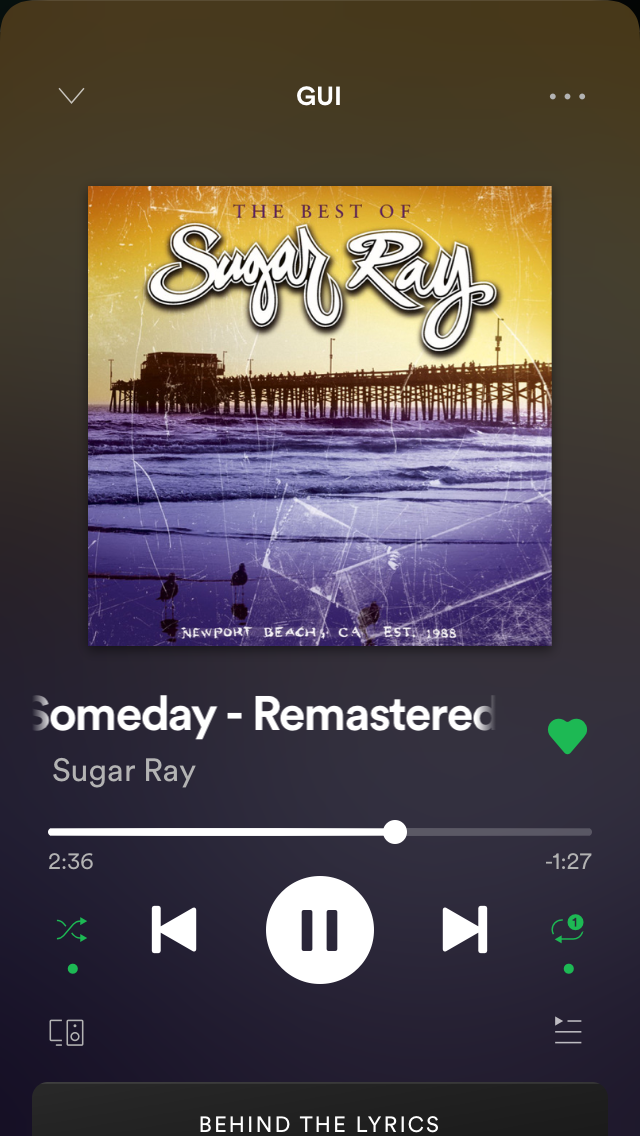 GUI
THE BEST OF
Sugar Ray
NEWPORT BEACH, CA EST. 1988
Someday - Remastered
Sugar Ray
2:36
-1:27
1
BEHIND THE LYRICS